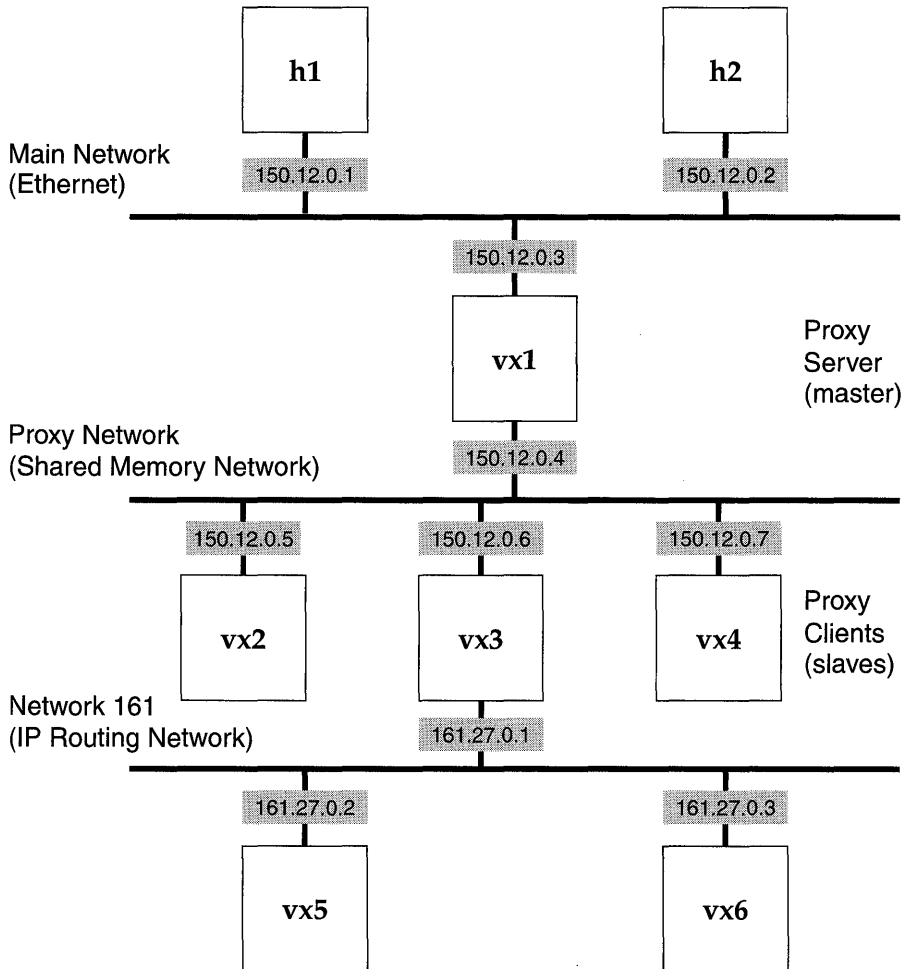 h1
h2
Main Network
(Ethernet)
150.12.0.1
150.12.0.2
150.12.0.3
vx1
Proxy
Server
(master)
Proxy Network
(Shared Memory Network)
150.12.0.4
150.12.0.5
150.12.0.6
150.12.0.7
vx2
vx3
vx4
Proxy
Clients
(slaves)
Network 161
(IP Routing Network)
161.27.0.1
161.27.0.2
161.27.0.3
vx5
vx6